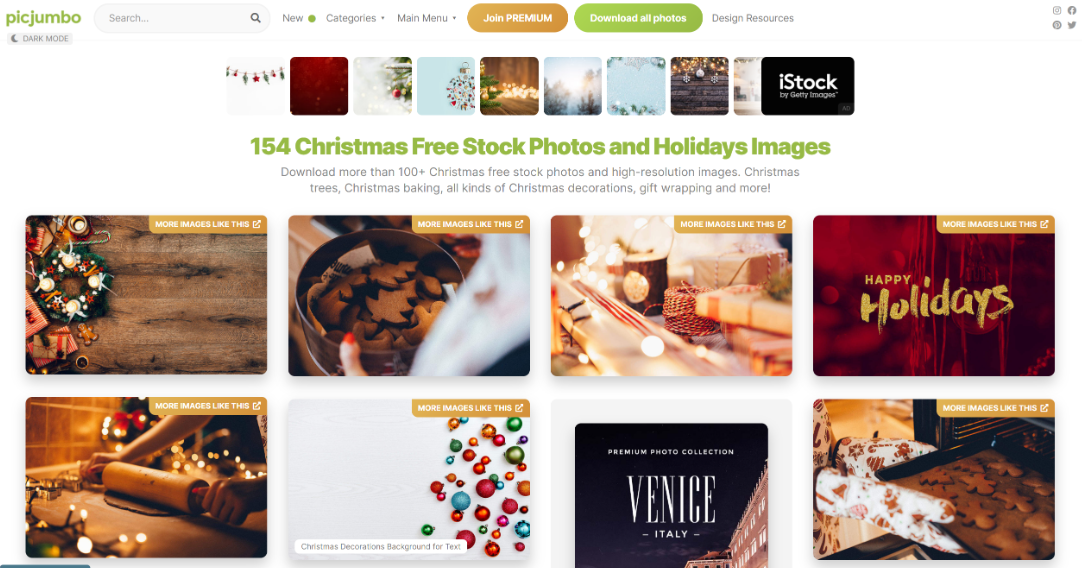 picjumbo
Search...
New
Categories
Main Menu
Join PREMIUM
Download all photos
Design Resources
DARK MODE
iStock
by Getty Images™
AD
154 Christmas Free Stock Photos and Holidays Images
Download more than 100+ Christmas free stock photos and high-resolution images. Christmas
trees, Christmas baking, all kinds of Christmas decorations, gift wrapping and more!
MORE IMAGES LIKE THIS
MORE IMAGES LIKE THIS
MORE IMAGES LIKE THIS
MORE IMAGES LIKE THIS
HAPPY
Holidays
MORE IMAGES LIKE THIS
MORE IMAGES LIKE THIS
MORE IMAGES LIKE THIS
Christmas Decorations Background for Text
PREMIUM PHOTO COLLECTION
VENICE
– ITALY –